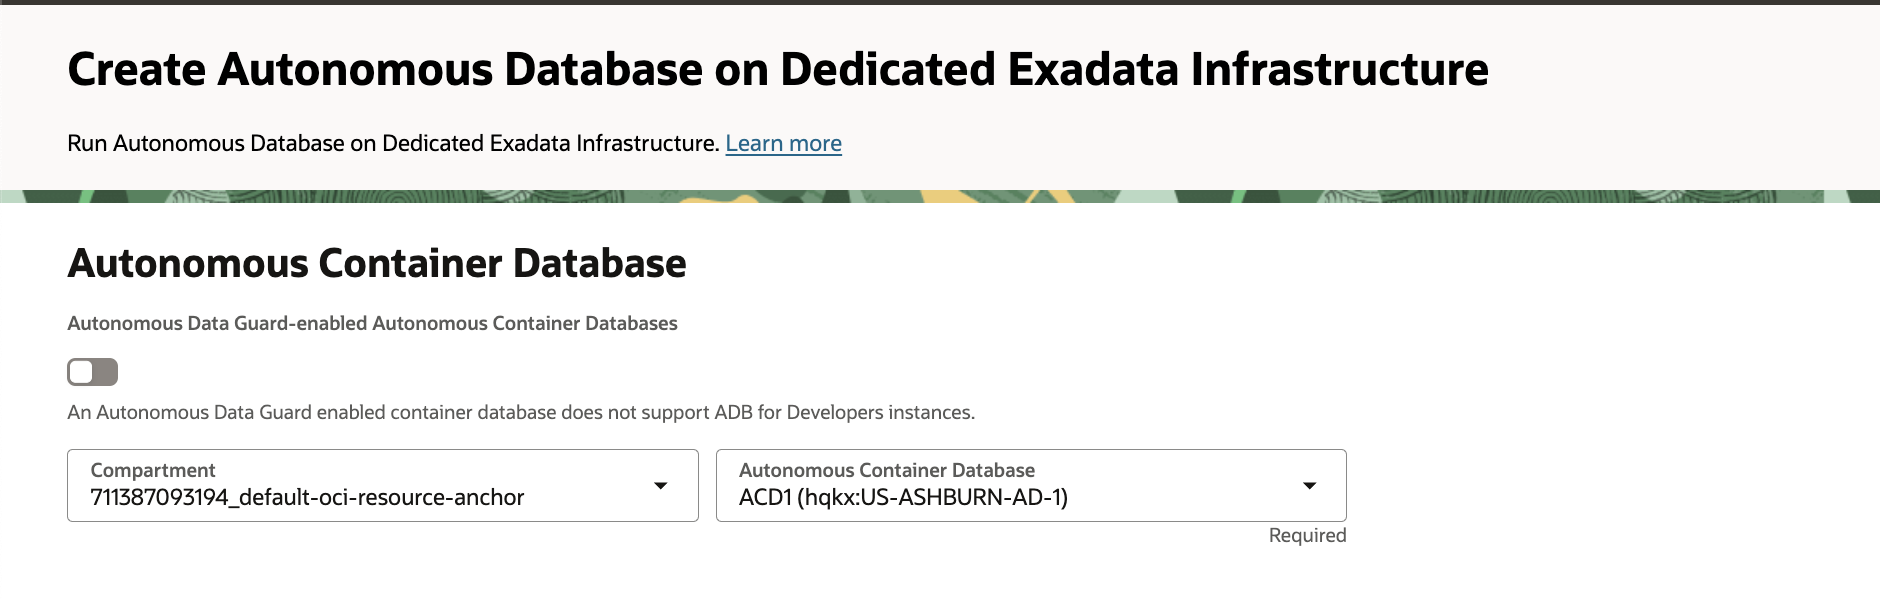 Create Autonomous Database on Dedicated Exadata Infrastructure
Run Autonomous Database on Dedicated Exadata Infrastructure. Learn more
Autonomous Container Database
Autonomous Data Guard-enabled Autonomous Container Databases
An Autonomous Data Guard enabled container database does not support ADB for Developers instances.
Compartment
711387093194_default-oci-resource-anchor
Autonomous Container Database
ACD1 (hqkx:US-ASHBURN-AD-1)
Required